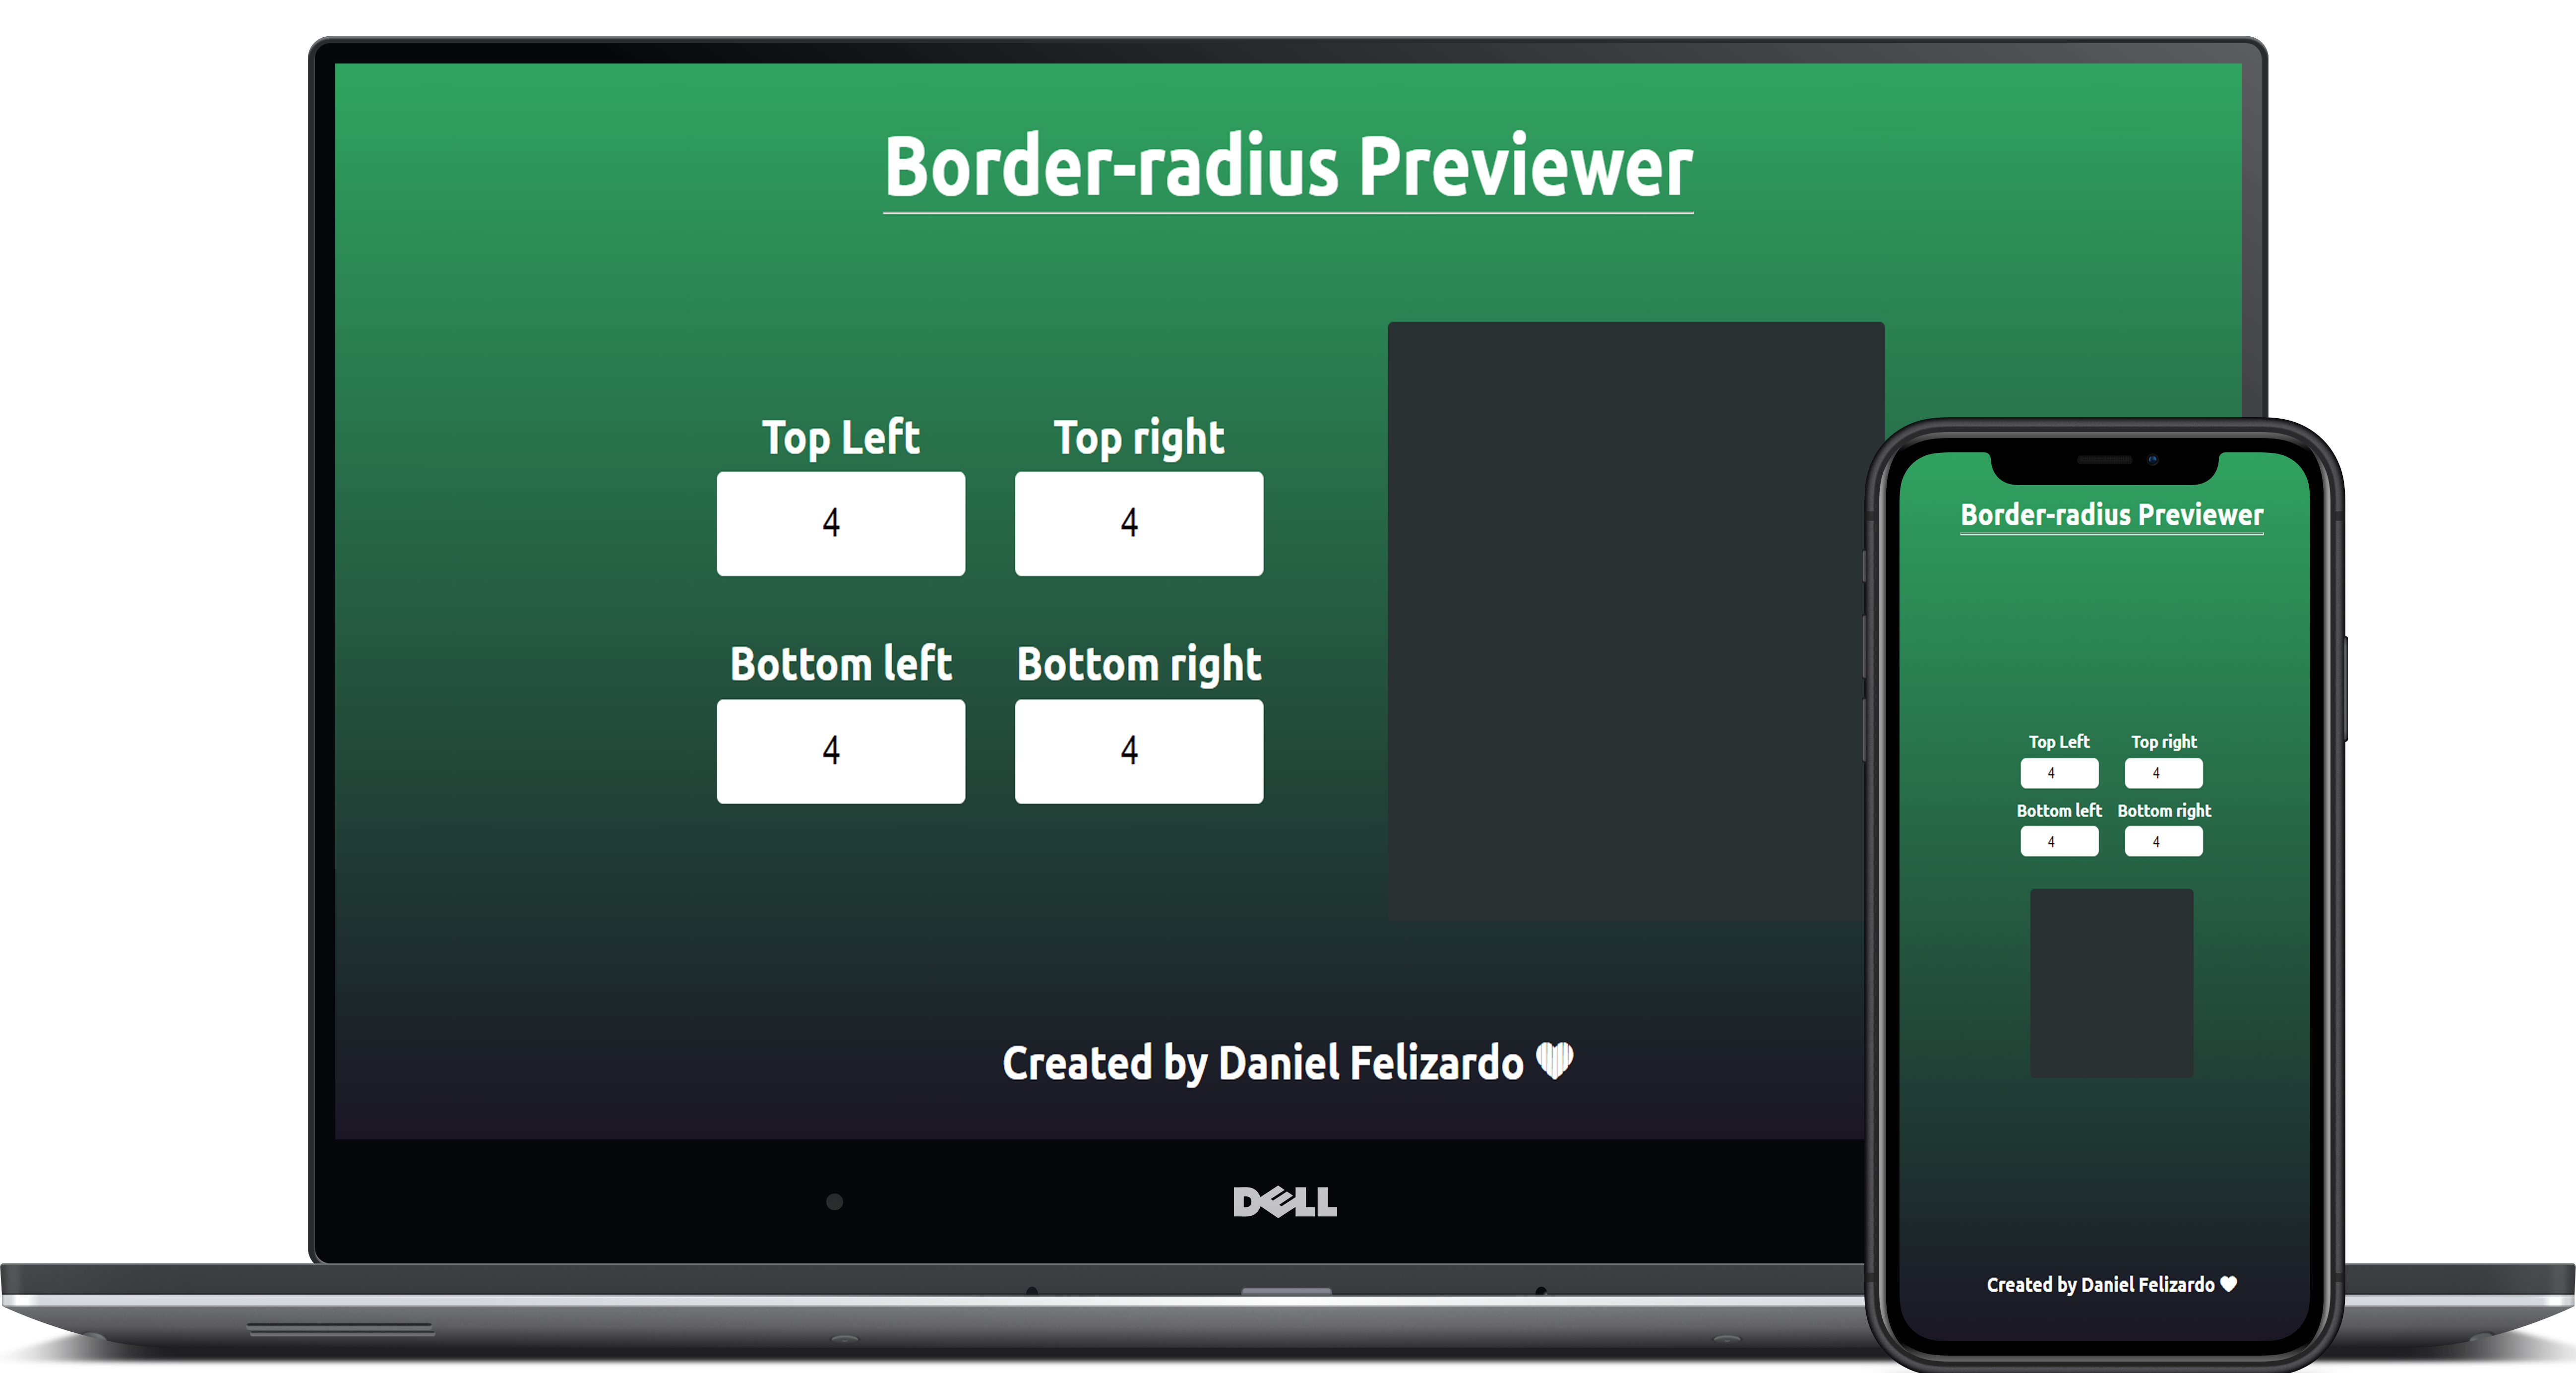 Border-radius Previewer
Top Left Top right
4 4
Bottom left Bottom right
4 4
Created by Daniel Felizardo 🤍
DELL
Border-radius Previewer
Top Left Top right
4 4
Bottom left Bottom right
4 4
Created by Daniel Felizardo 🤍